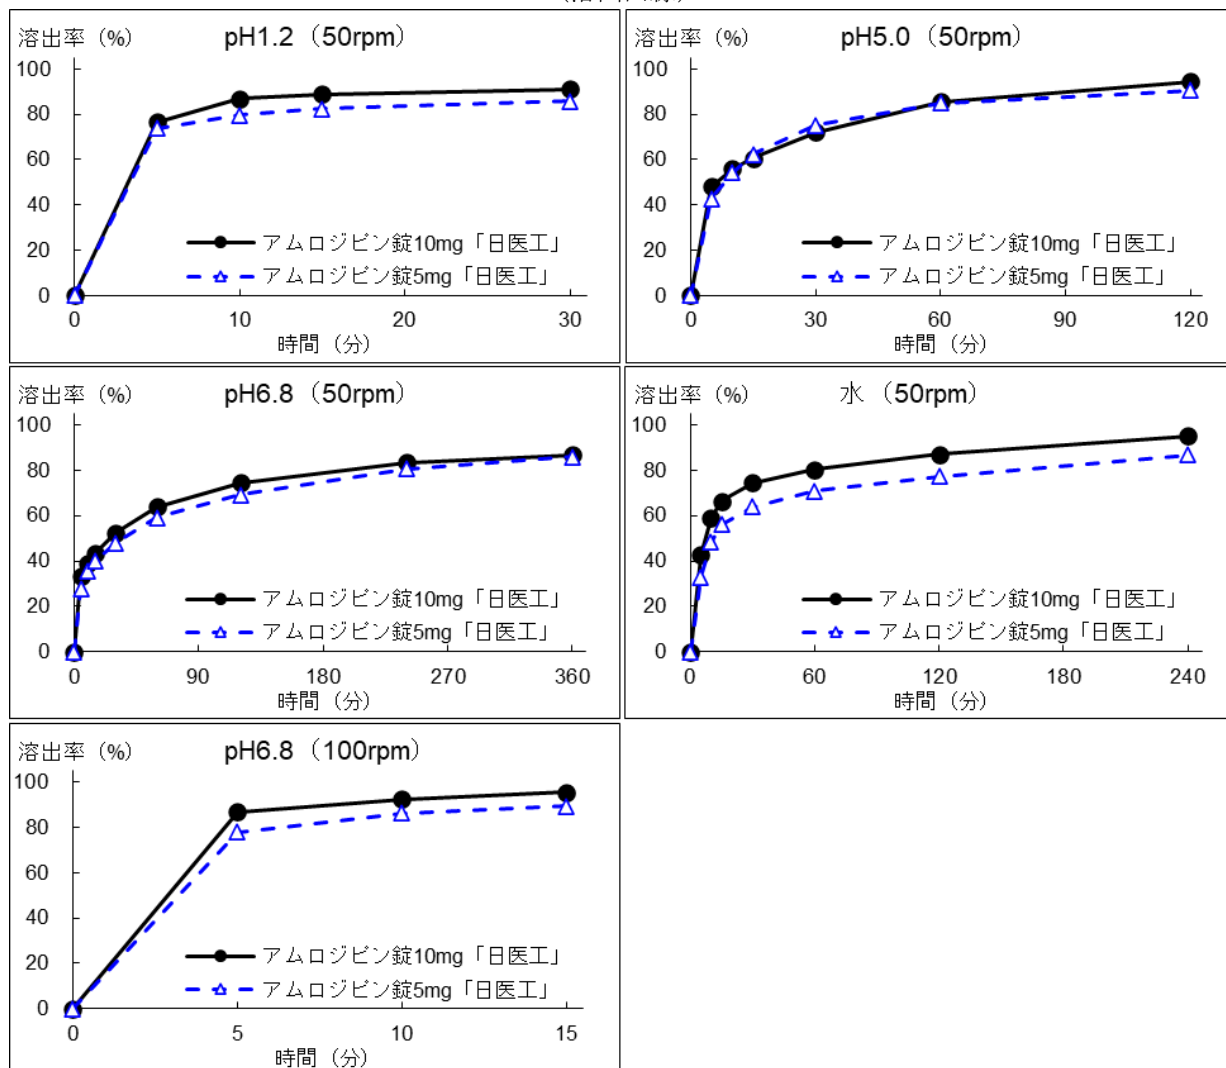 溶出率 (%)
pH1.2（50rpm）
100
80
60
40
20
0
アムロジピン錠10mg「日医工」
アムロジピン錠5mg「日医工」
0 10 20 30
時間（分）
溶出率 (%)
pH5.0（50rpm）
100
80
60
40
20
0
アムロジピン錠10mg「日医工」
アムロジピン錠5mg「日医工」
0 30 60 90 120
時間（分）
溶出率 (%)
pH6.8（50rpm）
100
80
60
40
20
0
アムロジピン錠10mg「日医工」
アムロジピン錠5mg「日医工」
0 90 180 270 360
時間（分）
溶出率 (%)
水（50rpm）
100
80
60
40
20
0
アムロジピン錠10mg「日医工」
アムロジピン錠5mg「日医工」
0 60 120 180 240
時間（分）
溶出率 (%)
pH6.8（100rpm）
100
80
60
40
20
0
アムロジピン錠10mg「日医工」
アムロジピン錠5mg「日医工」
0 5 10 15
時間（分）